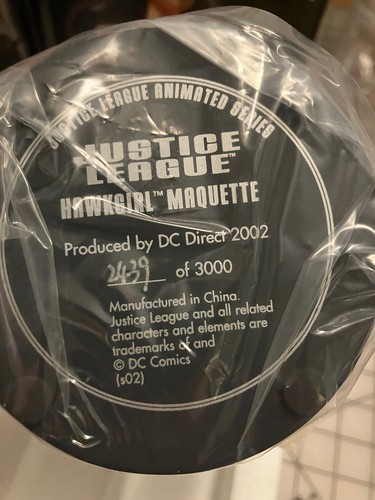 JUSTICE LEAGUE ANIMATED SERIES
JUSTICE
LEAGUE™
HAWKGIRL™ MAQUETTE
Produced by DC Direct 2002
2439 of 3000
Manufactured in China.
Justice League and all related
characters and elements are
trademarks of and
© DC Comics
(s02)